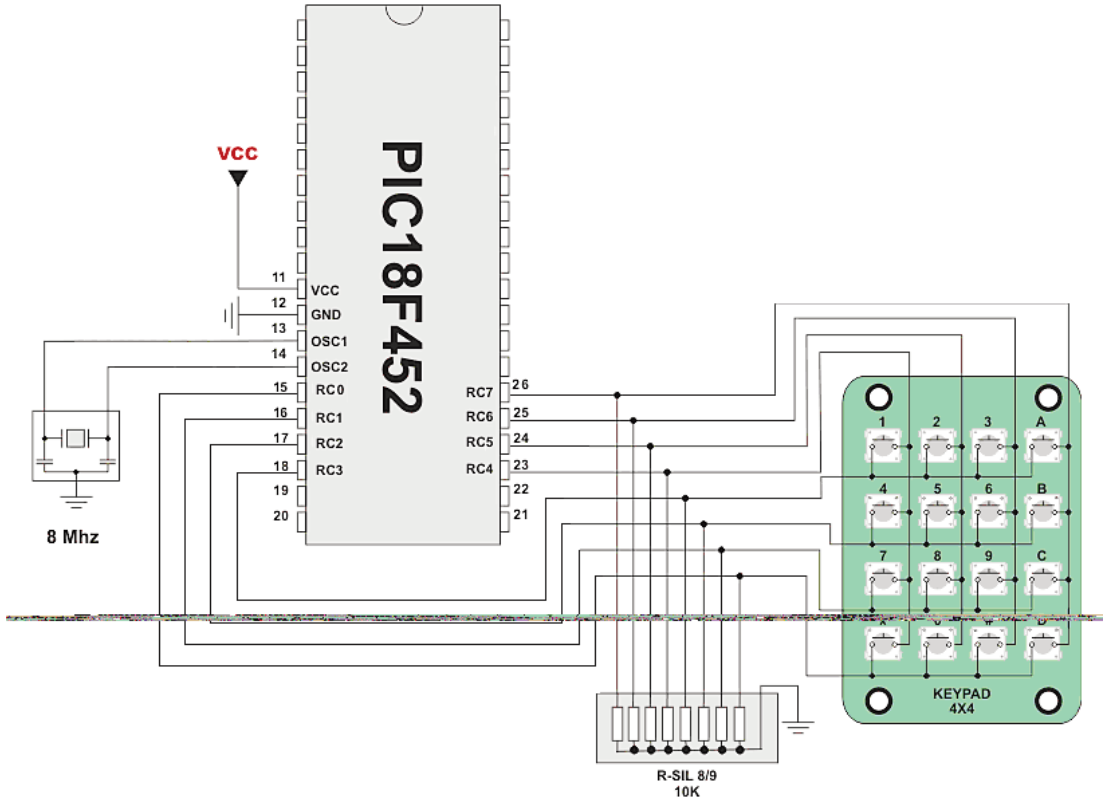 PIC18F452
VCC
11
VCC
12
GND
13
OSC1
14
OSC2
15
RC0
16
RC1
17
RC2
18
RC3
19
20
RC7
26
RC6
25
RC5
24
RC4
23
22
21
8 Mhz
1 2 3 A
4 5 6 B
7 8 9 C
KEYPAD
4X4
R-SIL 8/9
10K